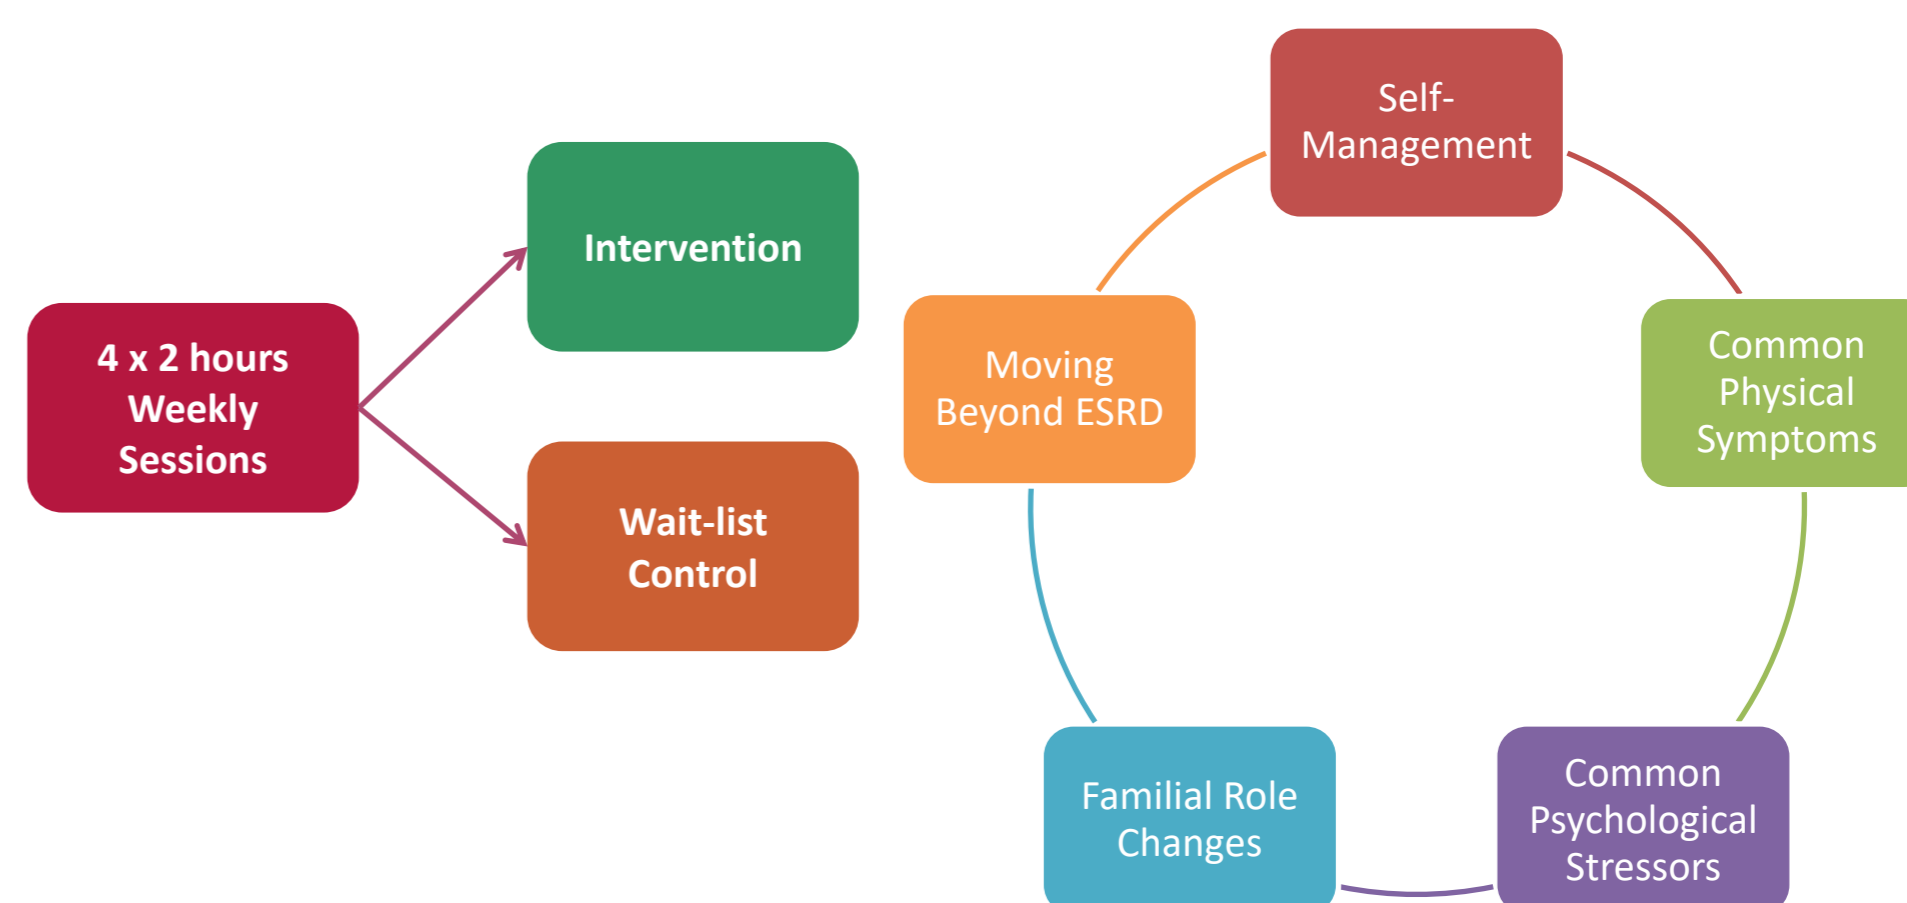 4 x 2 hours
Weekly
Sessions
Intervention
Wait-list
Control
Self-
Management
Common
Physical
Symptoms
Common
Psychological
Stressors
Familial Role
Changes
Moving
Beyond ESRD